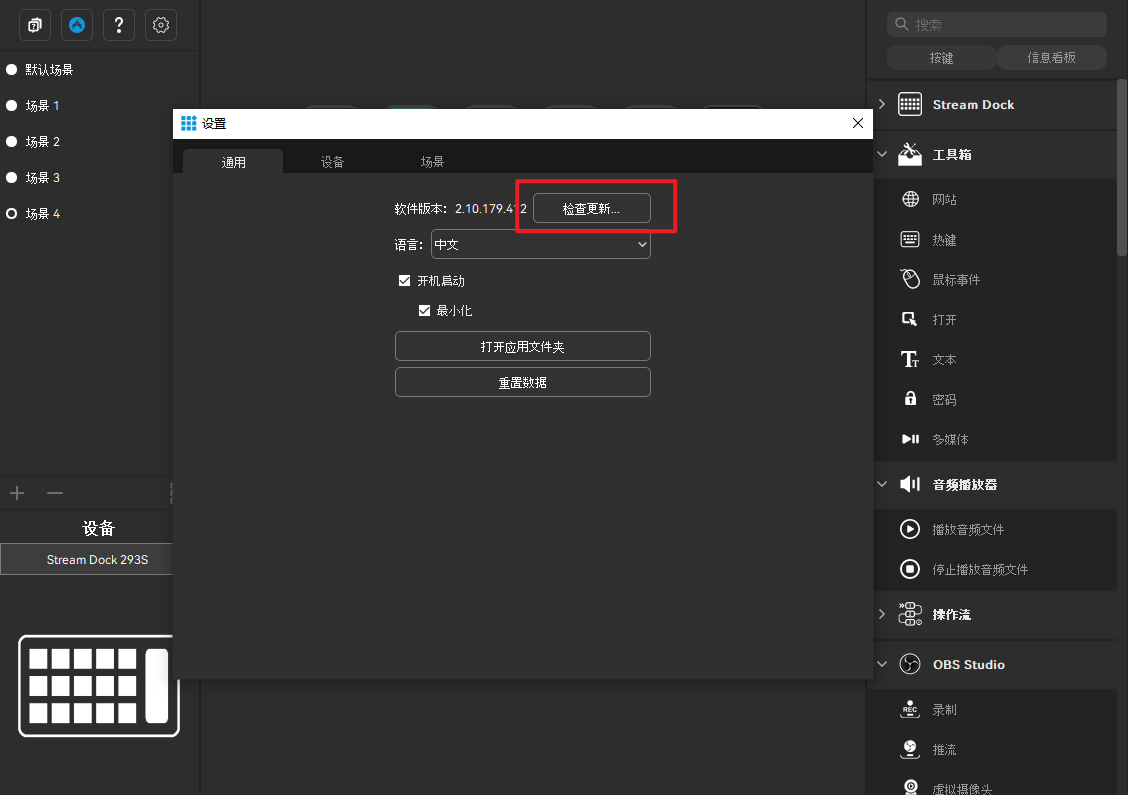 默认场景
场景 1
场景 2
场景 3
场景 4
设备
Stream Dock 293S
设置
通用
设备
场景
软件版本：2.10.179.412
检查更新...
语言：
中文
开机启动
最小化
打开应用文件夹
重置数据
搜索
按键
信息看板
Stream Dock
工具箱
网站
热键
鼠标事件
打开
文本
密码
多媒体
音频播放器
播放音频文件
停止播放音频文件
操作流
OBS Studio
REC
录制
推流
虚拟摄像头